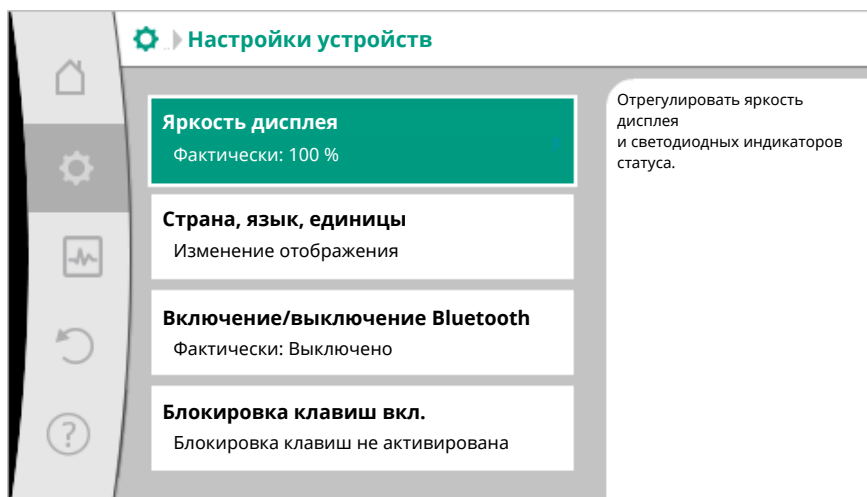 Настройки устройств
Яркость дисплея
Фактически: 100 %
Страна, язык, единицы
Изменение отображения
Включение/выключение Bluetooth
Фактически: Выключено
Блокировка клавиш вкл.
Блокировка клавиш не активирована
Отрегулировать яркость
дисплея
и светодиодных индикаторов
статуса.
?